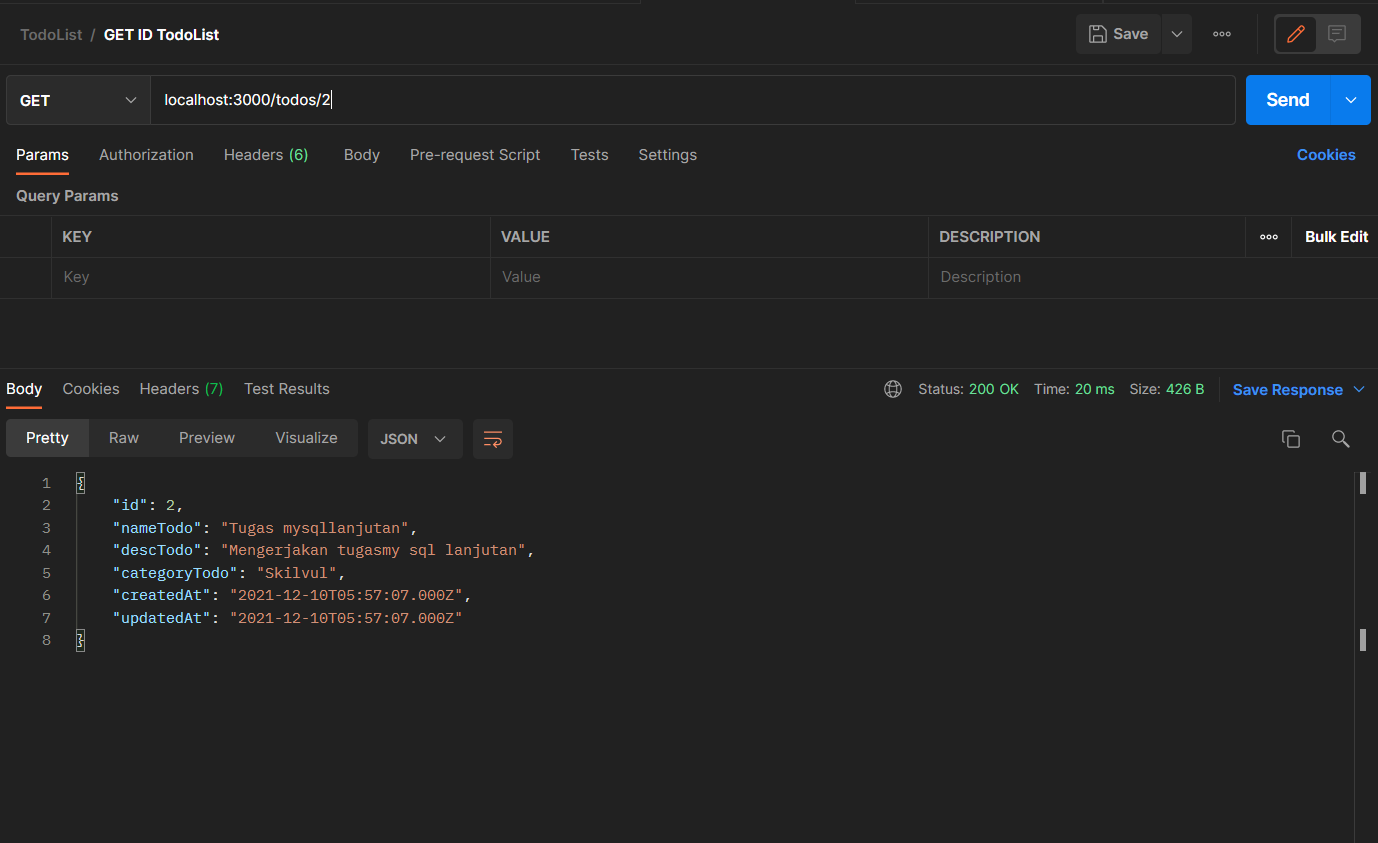 TodoList / GET ID TodoList
Save
GET
localhost:3000/todos/2
Send
Params Authorization Headers (6) Body Pre-request Script Tests Settings Cookies
Query Params
KEY VALUE DESCRIPTION Bulk Edit
Key Value Description
Body Cookies Headers (7) Test Results Status: 200 OK Time: 20 ms Size: 426 B Save Response
Pretty Raw Preview Visualize JSON
1 {
2 "id": 2,
3 "nameTodo": "Tugas mysqllanjutan",
4 "descTodo": "Mengerjakan tugasmy sql lanjutan",
5 "categoryTodo": "Skilvul",
6 "createdAt": "2021-12-10T05:57:07.000Z",
7 "updatedAt": "2021-12-10T05:57:07.000Z"
8 }